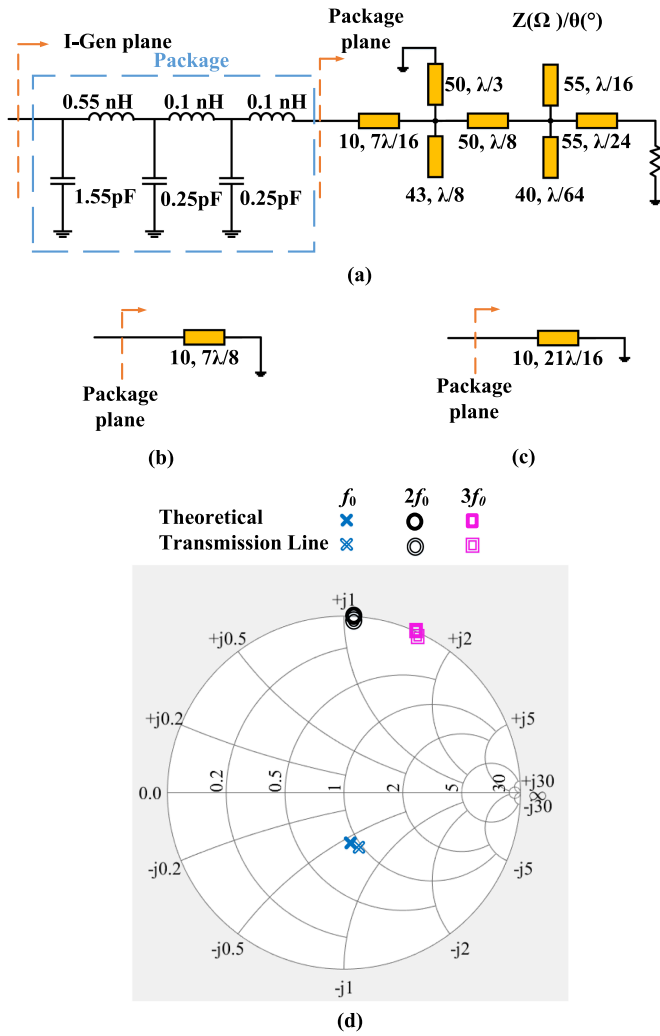 I-Gen plane
Package
Package plane
Z(Ω )/θ(°)
0.55 nH 0.1 nH 0.1 nH
50, λ/3
55, λ/16
10, 7λ/16
50, λ/8
55, λ/24
1.55pF 0.25pF 0.25pF
43, λ/8
40, λ/64
(a)
10, 7λ/8
Package plane
(b)
10, 21λ/16
Package plane
(c)
f0 2f0 3f0
Theoretical
Transmission Line
+j1
+j0.5 +j2
+j0.2 +j5
0.0 0.2 0.5 1 2 5 30 +j30
∞
-j30
-j0.2 -j5
-j0.5 -j2
-j1
(d)